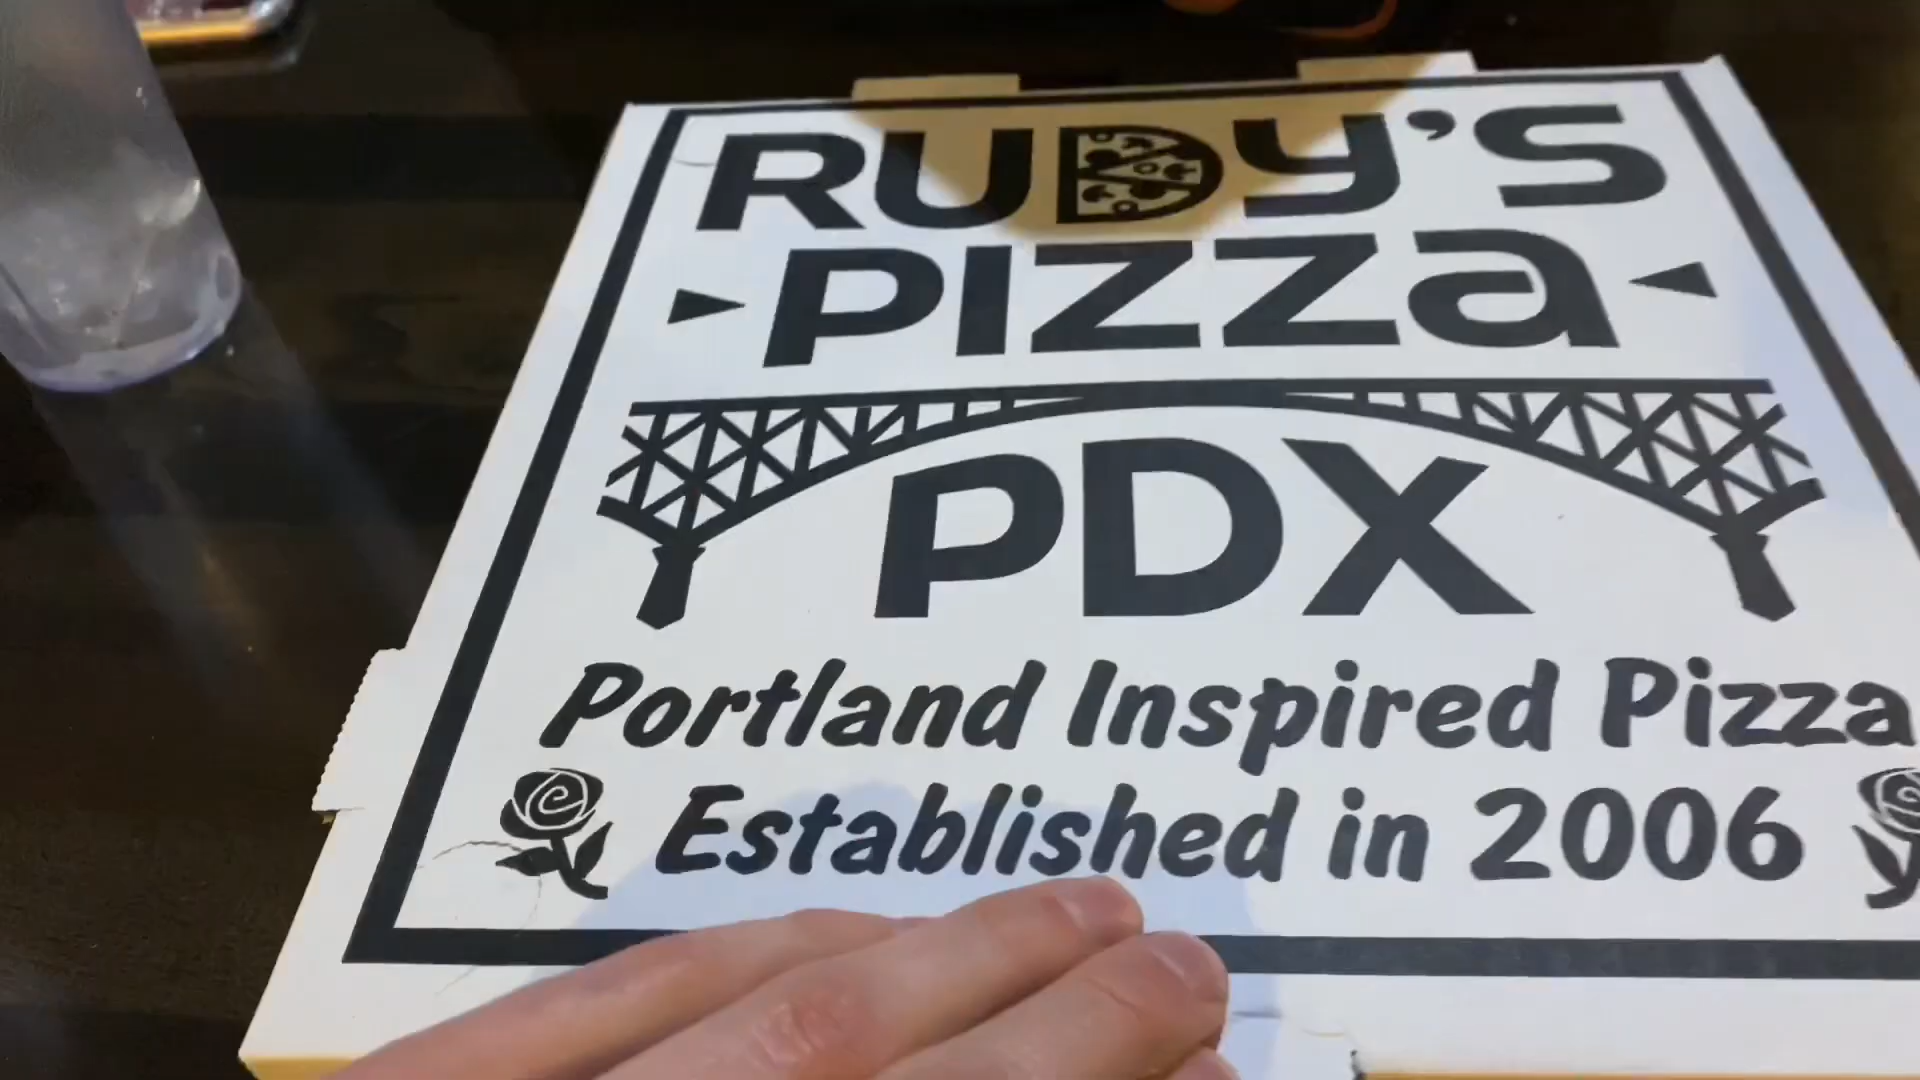 RUDY'S
PIZZA
PDX
Portland Inspired Pizza
Established in 2006